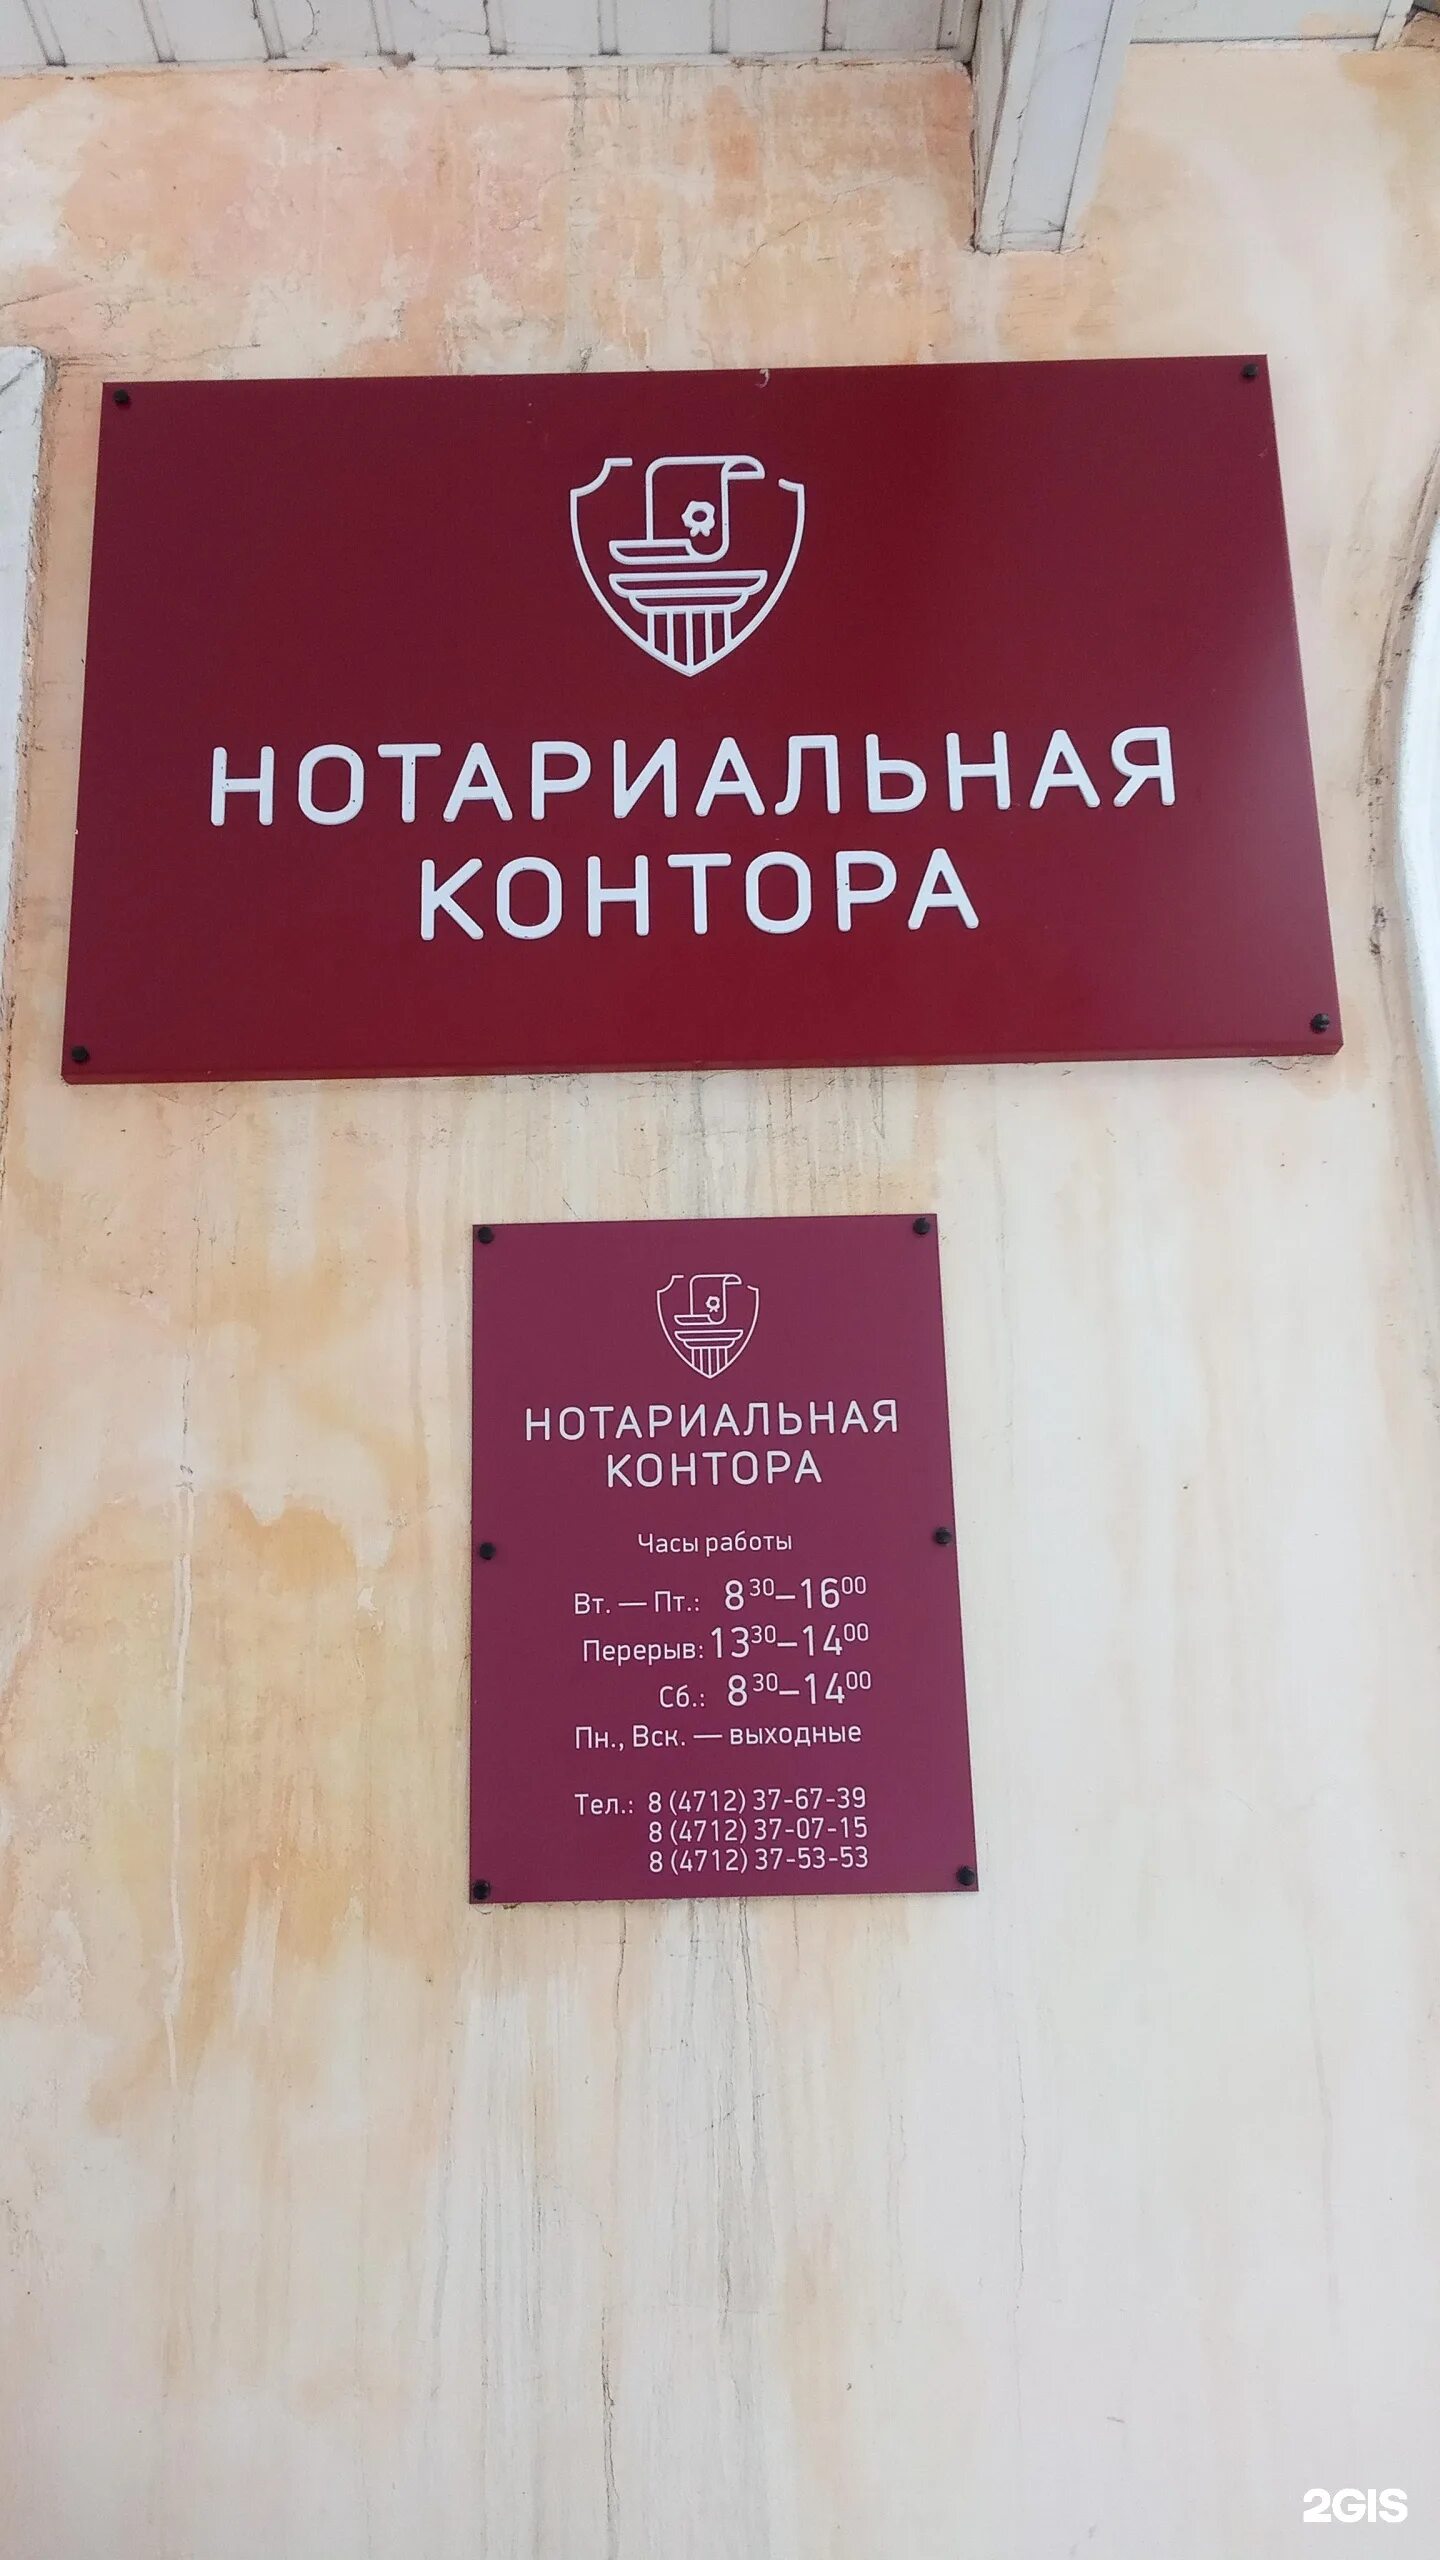 НОТАРИАЛЬНАЯ
КОНТОРА
НОТАРИАЛЬНАЯ
КОНТОРА
Часы работы
Вт. — Пт.: 8³⁰–16⁰⁰
Перерыв: 13³⁰–14⁰⁰
Сб.: 8³⁰–14⁰⁰
Пн., Вск. — выходные
Тел.: 8 (4712) 37-67-39
8 (4712) 37-07-15
8 (4712) 37-53-53
2GIS